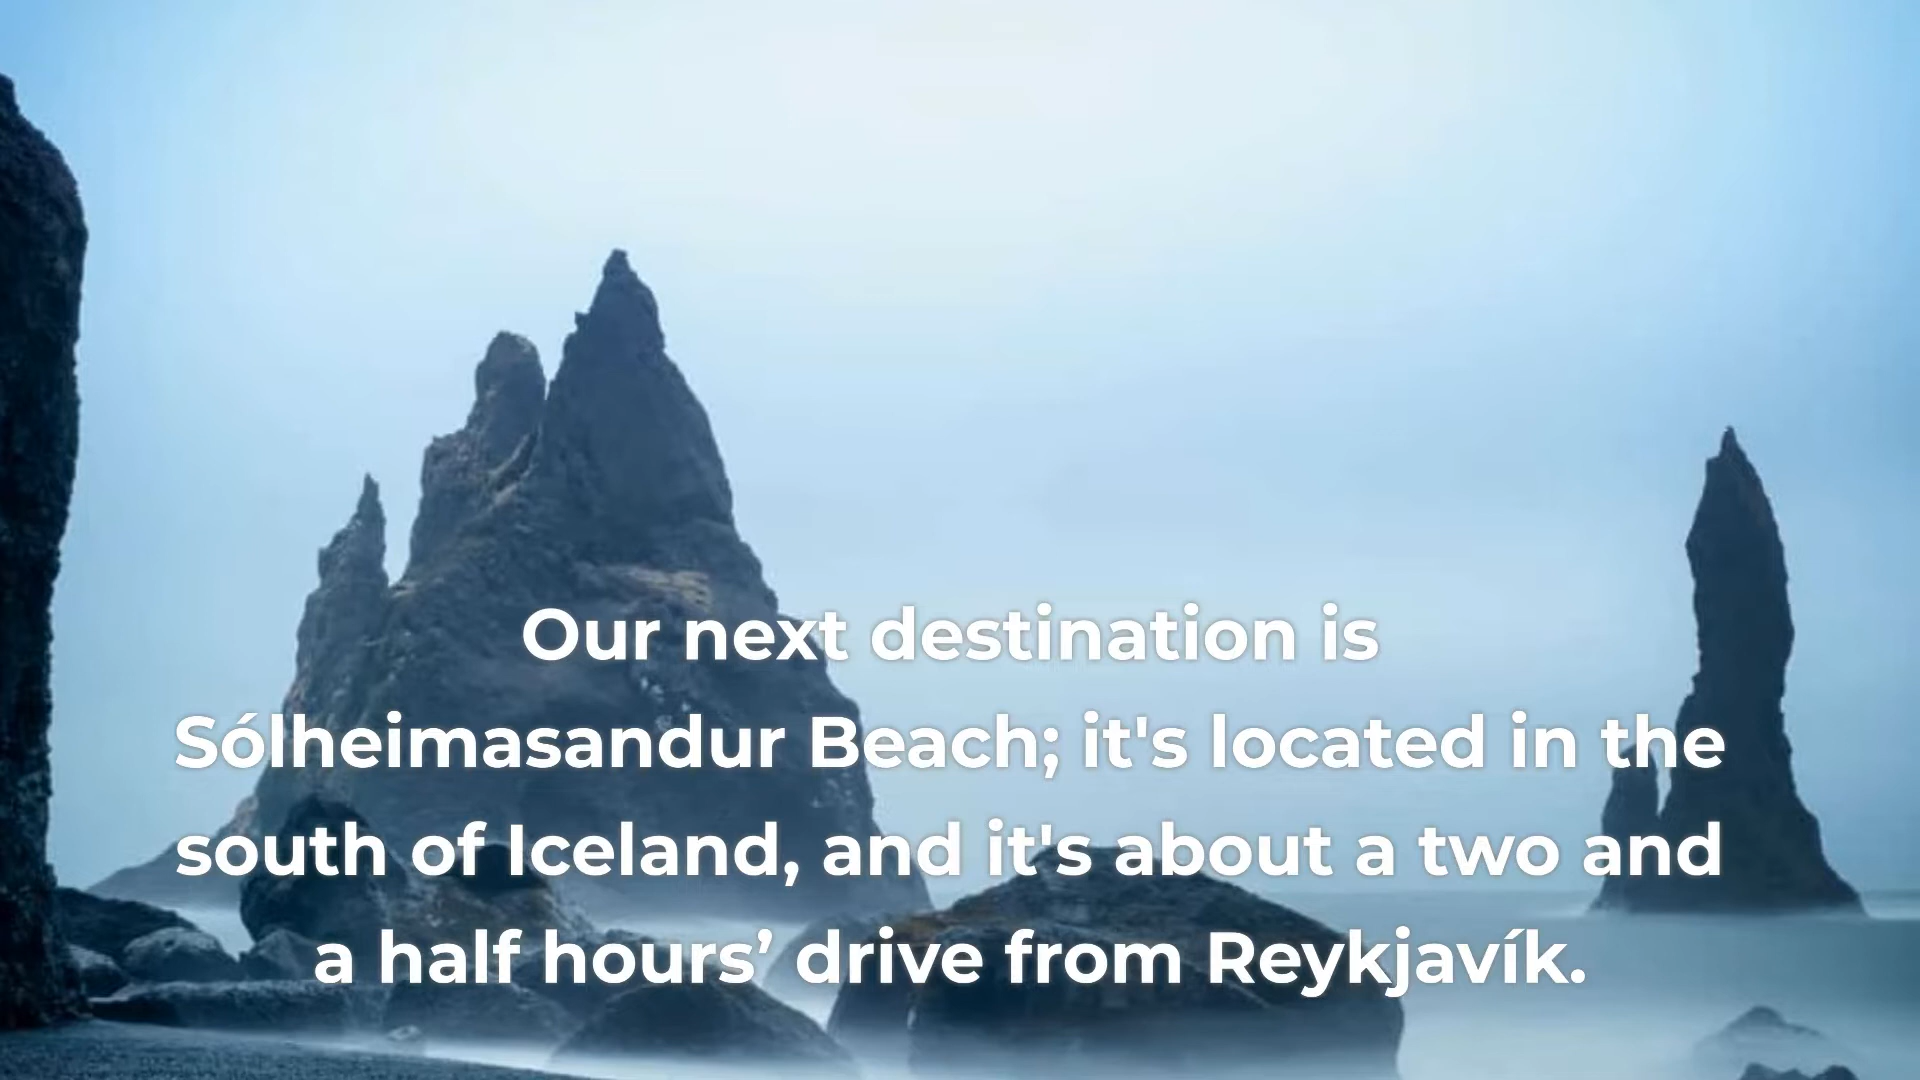 Our next destination is
Sólheimasandur Beach; it's located in the
south of Iceland, and it's about a two and
a half hours’ drive from Reykjavík.